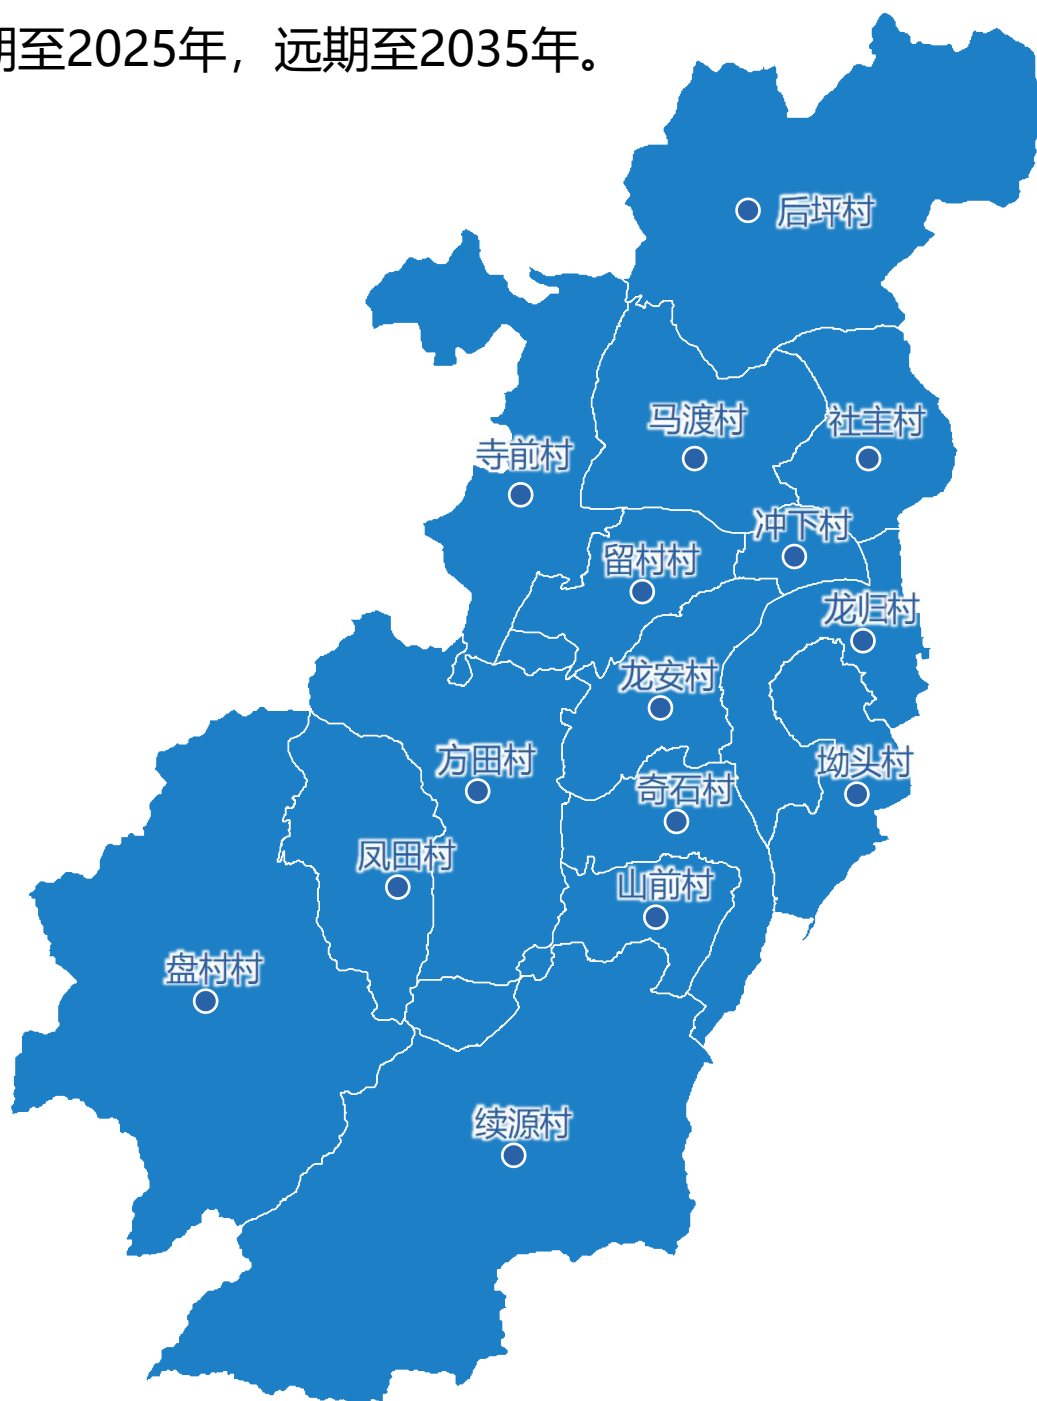 期至2025年，远期至2035年。
后坪村
马渡村
社主村
寺前村
冲下村
留村村
龙归村
龙安村
方田村
坳头村
奇石村
凤田村
山前村
盘村村
续源村